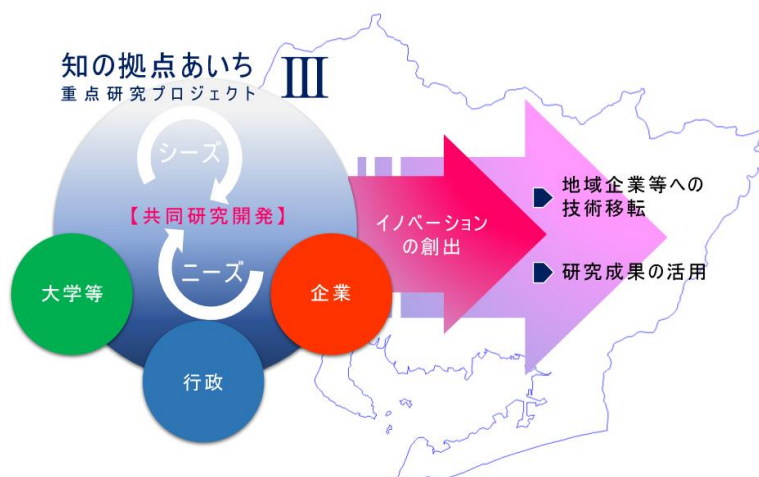 知の拠点あいち
重点研究プロジェクト
Ⅲ
シーズ
【共同研究開発】
ニーズ
大学等
行政
企業
イノベーション
の創出
地域企業等への
技術移転
研究成果の活用